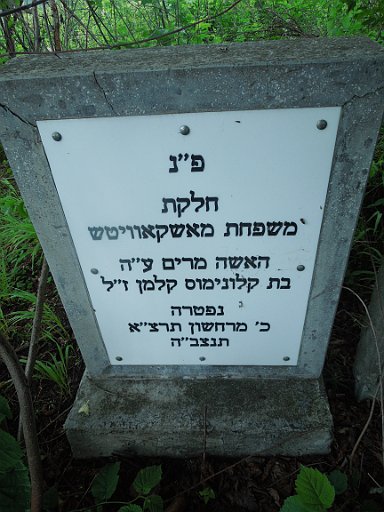 פ״נ
חלקת
משפחת מאשקאוויטש
האשה מרים ע״ה
בת קלונימוס קלמן ז״ל
נפטרה
כ׳ מרחשון תרצ״א
תנצב״ה